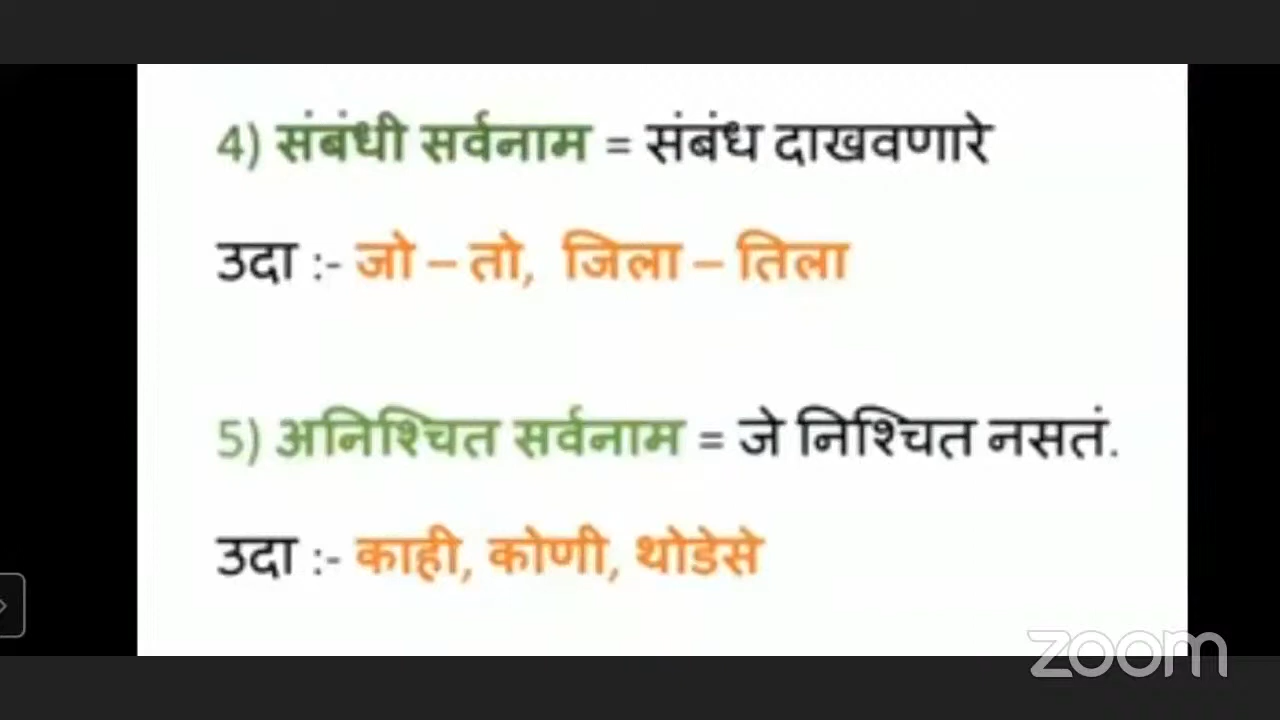 4) संबंधी सर्वनाम = संबंध दाखवणारे
उदा :- जो – तो, जिला – तिला
5) अनिश्चित सर्वनाम = जे निश्चित नसतं.
उदा :- काही, कोणी, थोडेसे
zoom